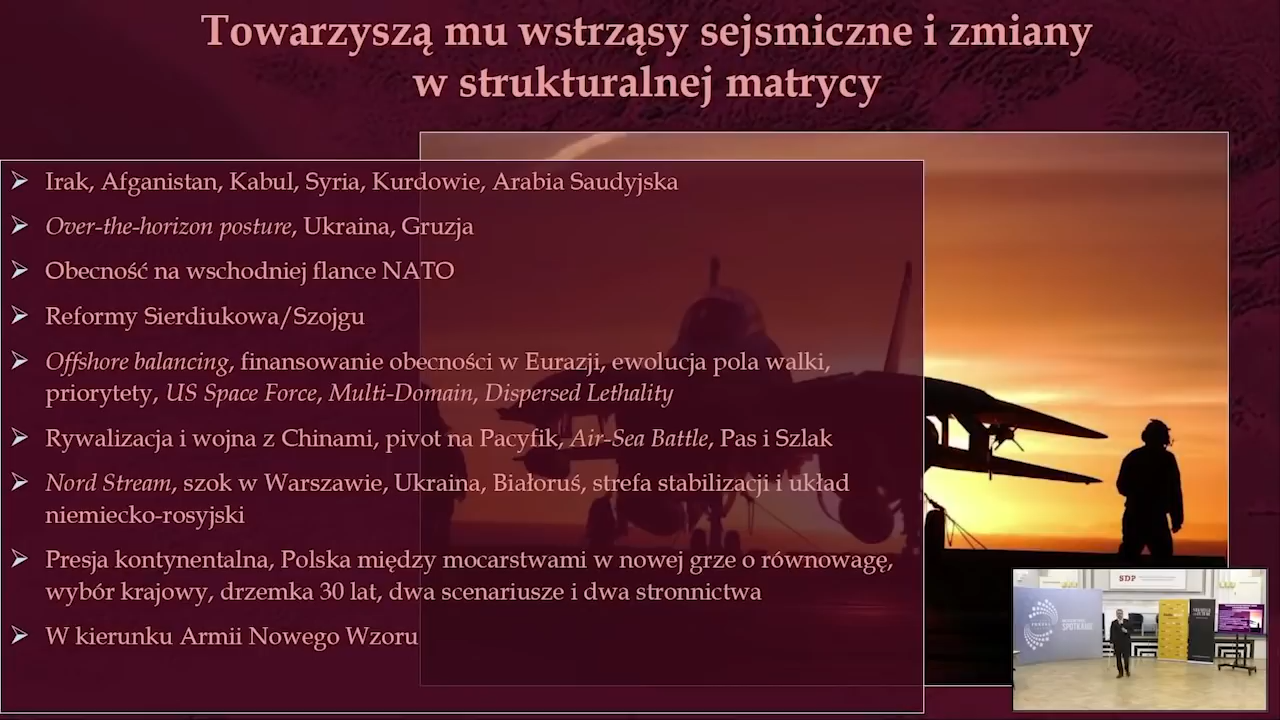 Towarzyszą mu wstrząsy sejsmiczne i zmiany
w strukturalnej matrycy
Irak, Afganistan, Kabul, Syria, Kurdowie, Arabia Saudyjska
Over-the-horizon posture, Ukraina, Gruzja
Obecność na wschodniej flance NATO
Reformy Sierdiukowa/Szojgu
Offshore balancing, finansowanie obecności w Eurazji, ewolucja pola walki,
priorytety, US Space Force, Multi-Domain, Dispersed Lethality
Rywalizacja i wojna z Chinami, pivot na Pacyfik, Air-Sea Battle, Pas i Szlak
Nord Stream, szok w Warszawie, Ukraina, Białoruś, strefa stabilizacji i układ
niemiecko-rosyjski
Presja kontynentalna, Polska między mocarstwami w nowej grze o równowagę,
wybór krajowy, drzemka 30 lat, dwa scenariusze i dwa stronnictwa
W kierunku Armii Nowego Wzoru
SDP